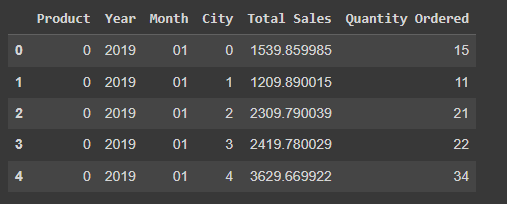 Product Year Month City Total Sales Quantity Ordered
0 0 2019 01 0 1539.859985 15
1 0 2019 01 1 1209.890015 11
2 0 2019 01 2 2309.790039 21
3 0 2019 01 3 2419.780029 22
4 0 2019 01 4 3629.669922 34